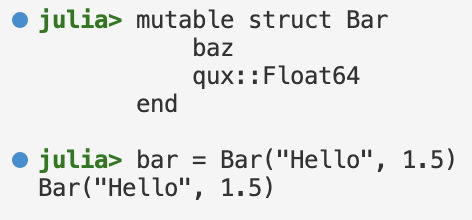 julia> mutable struct Bar
           baz
           qux::Float64
       end
julia> bar = Bar("Hello", 1.5)
Bar("Hello", 1.5)